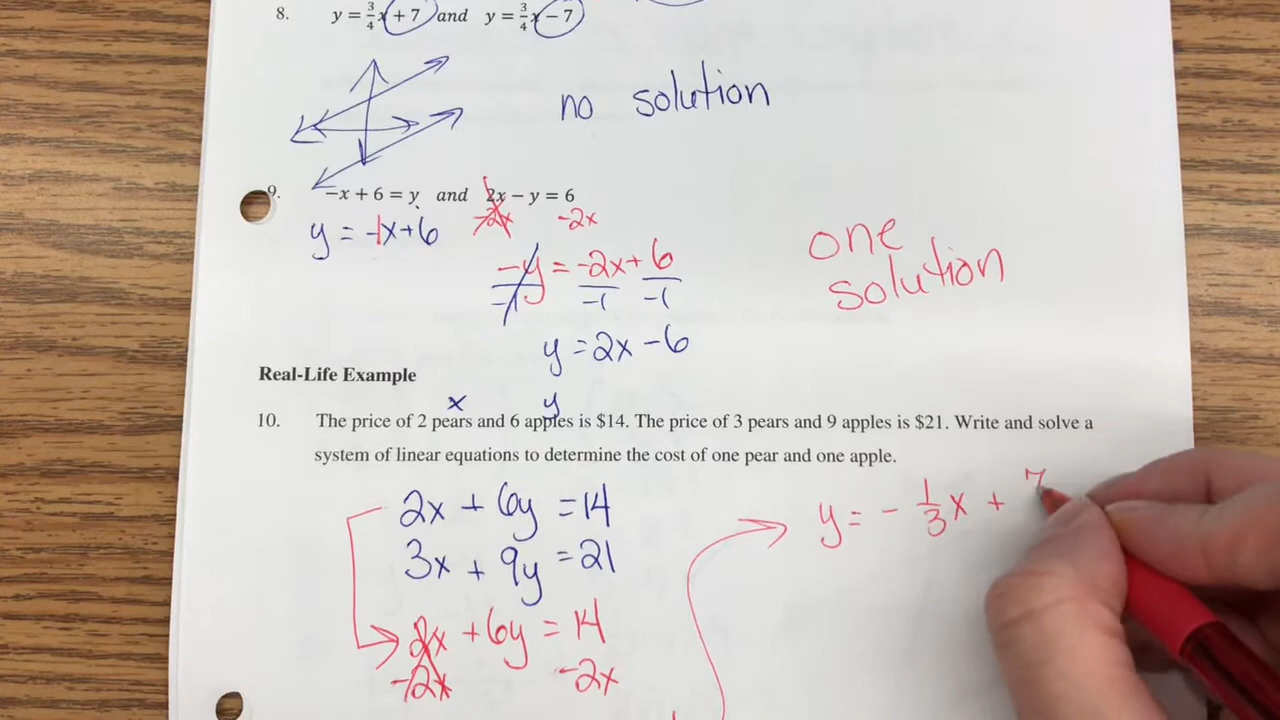 8. y = 3/4 x + 7 and y = 3/4 x − 7
no solution
9. −x + 6 = y and 2x − y = 6
-2x -2x
y = -1x+6
-y = -2x + 6
-1 -1 -1
y = 2x - 6
one
solution
Real-Life Example
x y
10. The price of 2 pears and 6 apples is $14. The price of 3 pears and 9 apples is $21. Write and solve a
system of linear equations to determine the cost of one pear and one apple.
2x + 6y = 14
3x + 9y = 21
2x + 6y = 14
-2x -2x
y = - 1/3 x + 7